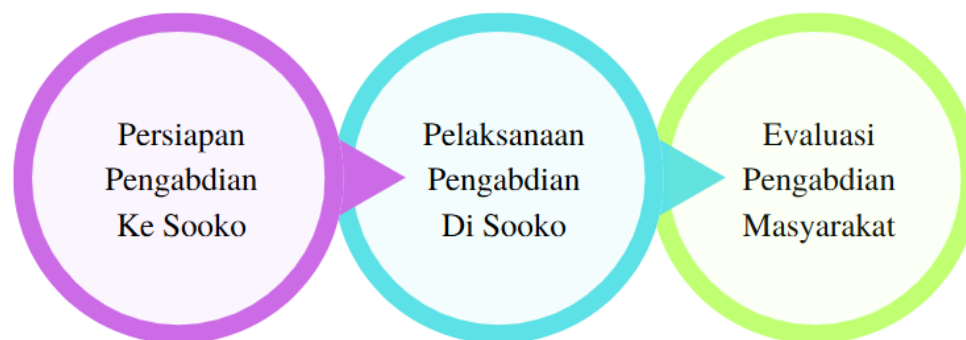 Persiapan
Pengabdian
Ke Sooko
Pelaksanaan
Pengabdian
Di Sooko
Evaluasi
Pengabdian
Masyarakat